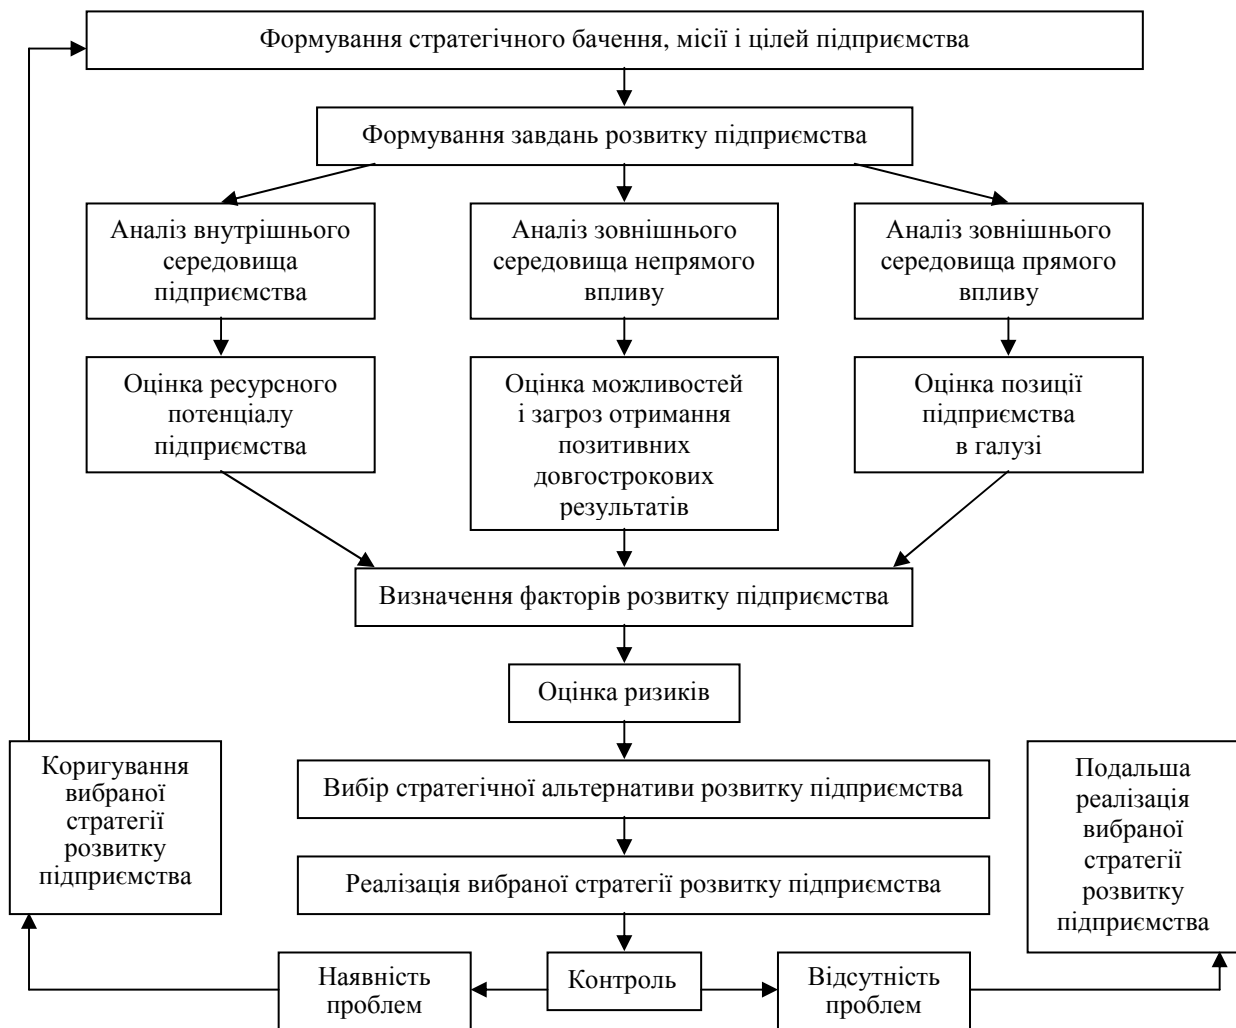 Формування стратегічного бачення, місії і цілей підприємства
Формування завдань розвитку підприємства
Аналіз внутрішнього
середовища
підприємства
Аналіз зовнішнього
середовища непрямого
впливу
Аналіз зовнішнього
середовища прямого
впливу
Оцінка ресурсного
потенціалу
підприємства
Оцінка можливостей
і загроз отримання
позитивних
довгострокових
результатів
Оцінка позиції
підприємства
в галузі
Визначення факторів розвитку підприємства
Оцінка ризиків
Коригування
вибраної
стратегії
розвитку
підприємства
Вибір стратегічної альтернативи розвитку підприємства
Реалізація вибраної стратегії розвитку підприємства
Подальша
реалізація
вибраної
стратегії
розвитку
підприємства
Наявність
проблем
Контроль
Відсутність
проблем